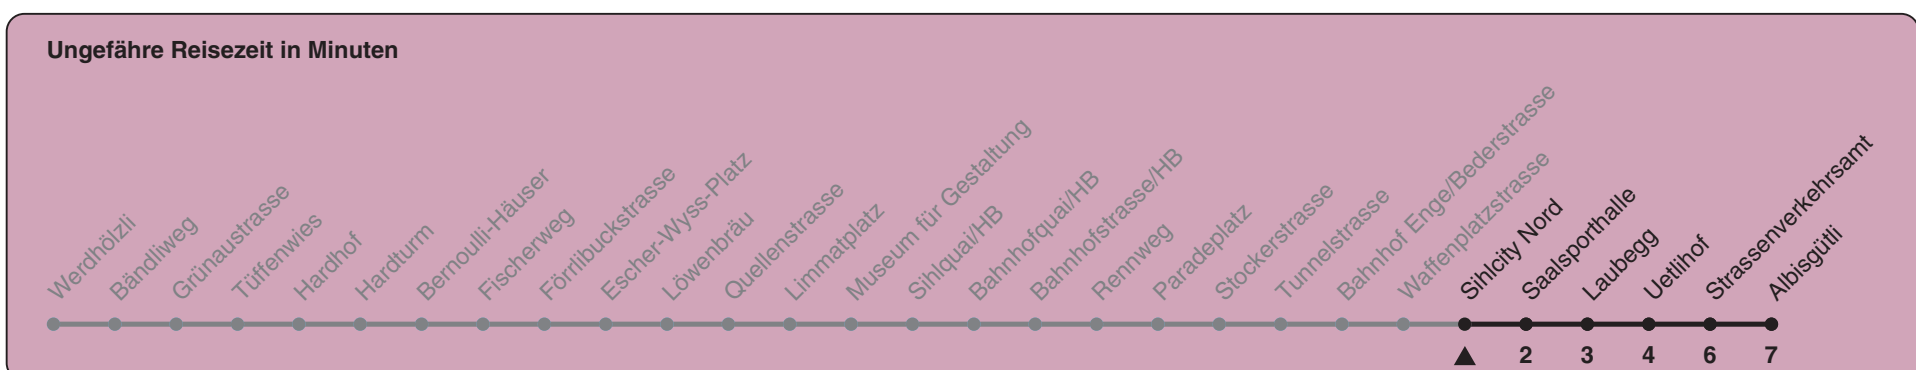 Ungefähre Reisezeit in Minuten
Werdhölzli
Bändliweg
Grünaustrasse
Tüffenwies
Hardhof
Hardturm
Bernoulli-Häuser
Fischerweg
Förrlibuckstrasse
Escher-Wyss-Platz
Löwenbräu
Quellenstrasse
Limmatplatz
Museum für Gestaltung
Sihlquai/HB
Bahnhofquai/HB
Bahnhofstrasse/HB
Rennweg
Paradeplatz
Stockerstrasse
Tunnelstrasse
Bahnhof Enge/Bederstrasse
Waffenplatzstrasse
Sihlcity Nord
Saalsporthalle
Laubegg
Uetlihof
Strassenverkehrsamt
Albisgütli
2 3 4 6 7